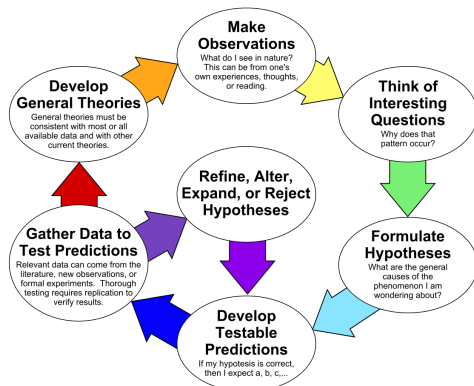 Make
Observations
What do I see in nature?
This can be from one's
own experiences, thoughts,
or reading.
Think of
Interesting
Questions
Why does that
pattern occur?
Formulate
Hypotheses
What are the general
causes of the
phenomenon I am
wondering about?
Develop
Testable
Predictions
If my hypotesis is correct,
then I expect a, b, c,...
Gather Data to
Test Predictions
Relevant data can come from the
literature, new observations, or
formal experiments. Thorough
testing requires replication to
verify results.
Refine, Alter,
Expand, or Reject
Hypotheses
Develop
General Theories
General theories must be
consistent with most or all
available data and with other
current theories.